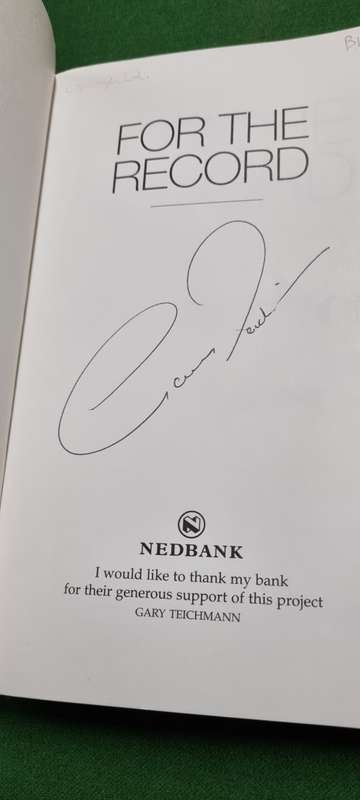 FOR THE
RECORD
NEDBANK
I would like to thank my bank
for their generous support of this project
GARY TEICHMANN